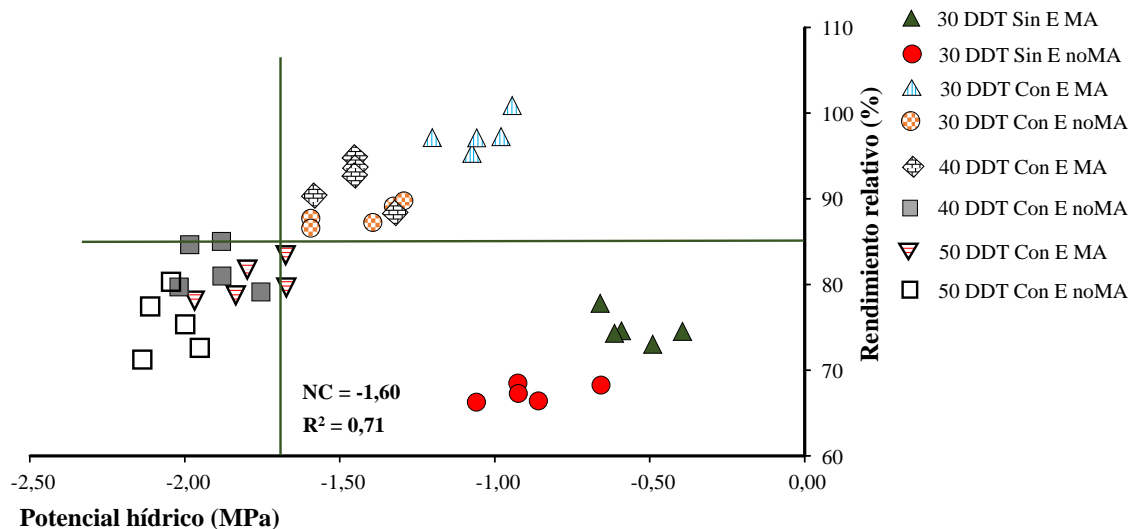 110
100
90
80
70
60
Rendimiento relativo (%)
-2,50
-2,00
-1,50
-1,00
-0,50
0,00
Potencial hídrico (MPa)
NC = -1,60
R² = 0,71
30 DDT Sin E MA
30 DDT Sin E noMA
30 DDT Con E MA
30 DDT Con E noMA
40 DDT Con E MA
40 DDT Con E noMA
50 DDT Con E MA
50 DDT Con E noMA